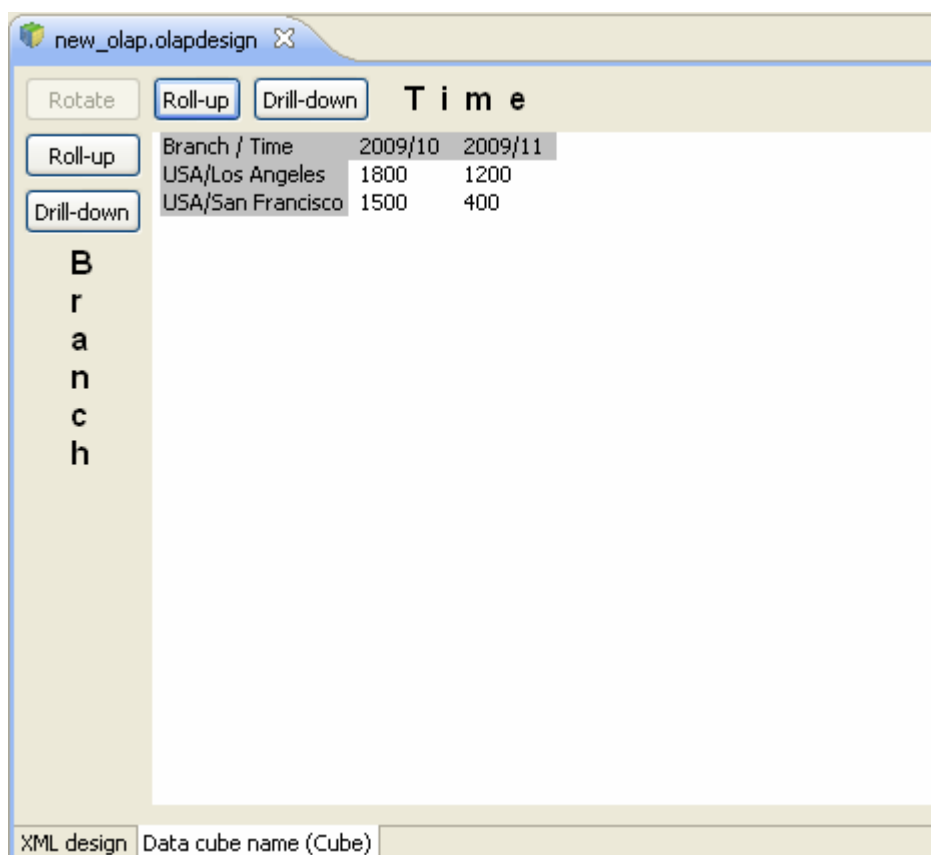 new_olap.olapdesign
Rotate Roll-up Drill-down T i m e
Roll-up
Drill-down
B
r
a
n
c
h
Branch / Time 2009/10 2009/11
USA/Los Angeles 1800 1200
USA/San Francisco 1500 400
XML design Data cube name (Cube)